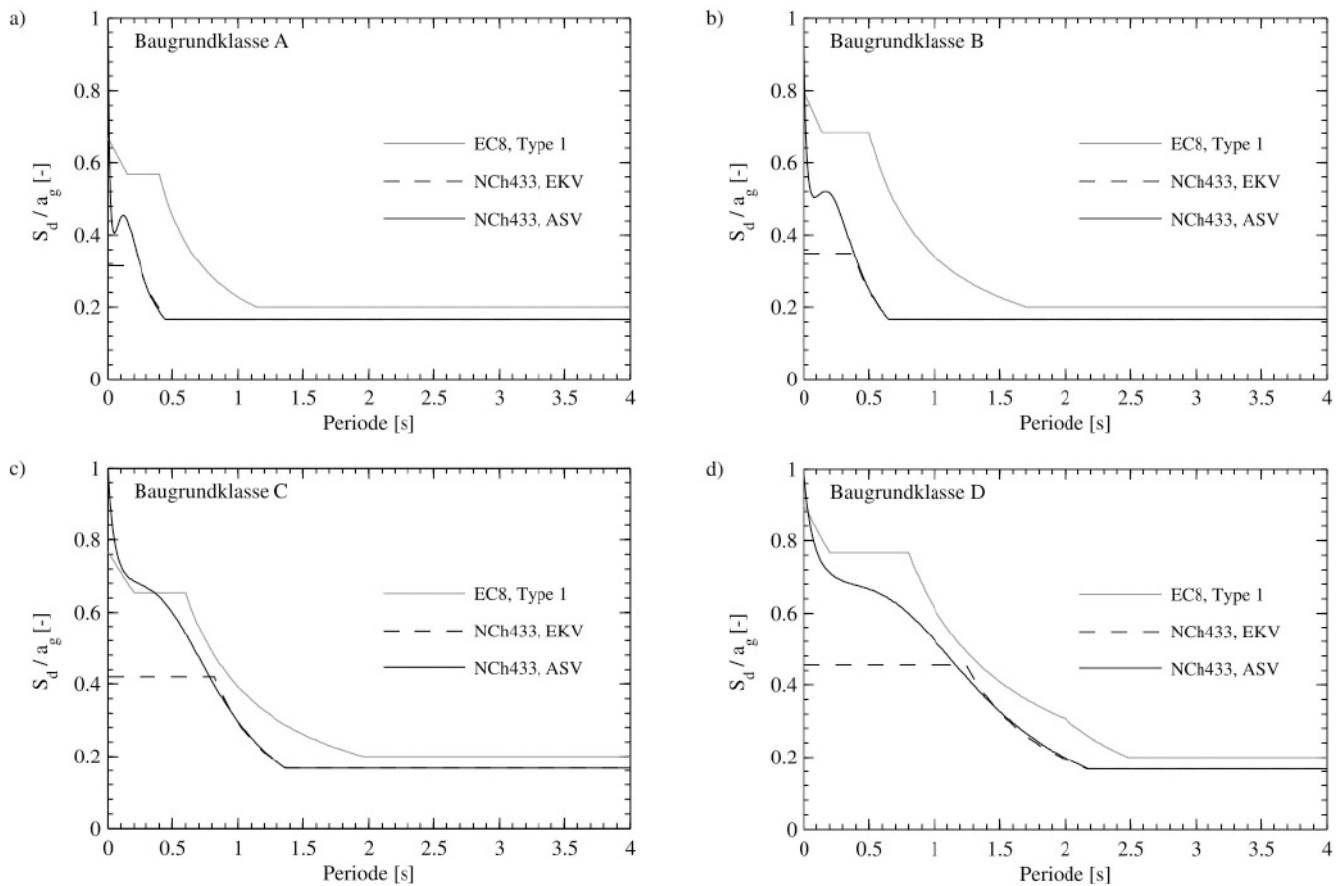 a)
1
Baugrundklasse A
0.8
EC8, Type 1
0.6
NCh433, EKV
S_d / a_g [-]
0.4
NCh433, ASV
0.2
0
0 0.5 1 1.5 2 2.5 3 3.5 4
Periode [s]
b)
1
Baugrundklasse B
0.8
EC8, Type 1
0.6
NCh433, EKV
S_d / a_g [-]
0.4
NCh433, ASV
0.2
0
0 0.5 1 1.5 2 2.5 3 3.5 4
Periode [s]
c)
1
Baugrundklasse C
0.8
EC8, Type 1
0.6
NCh433, EKV
S_d / a_g [-]
0.4
NCh433, ASV
0.2
0
0 0.5 1 1.5 2 2.5 3 3.5 4
Periode [s]
d)
1
Baugrundklasse D
0.8
EC8, Type 1
0.6
NCh433, EKV
S_d / a_g [-]
0.4
NCh433, ASV
0.2
0
0 0.5 1 1.5 2 2.5 3 3.5 4
Periode [s]